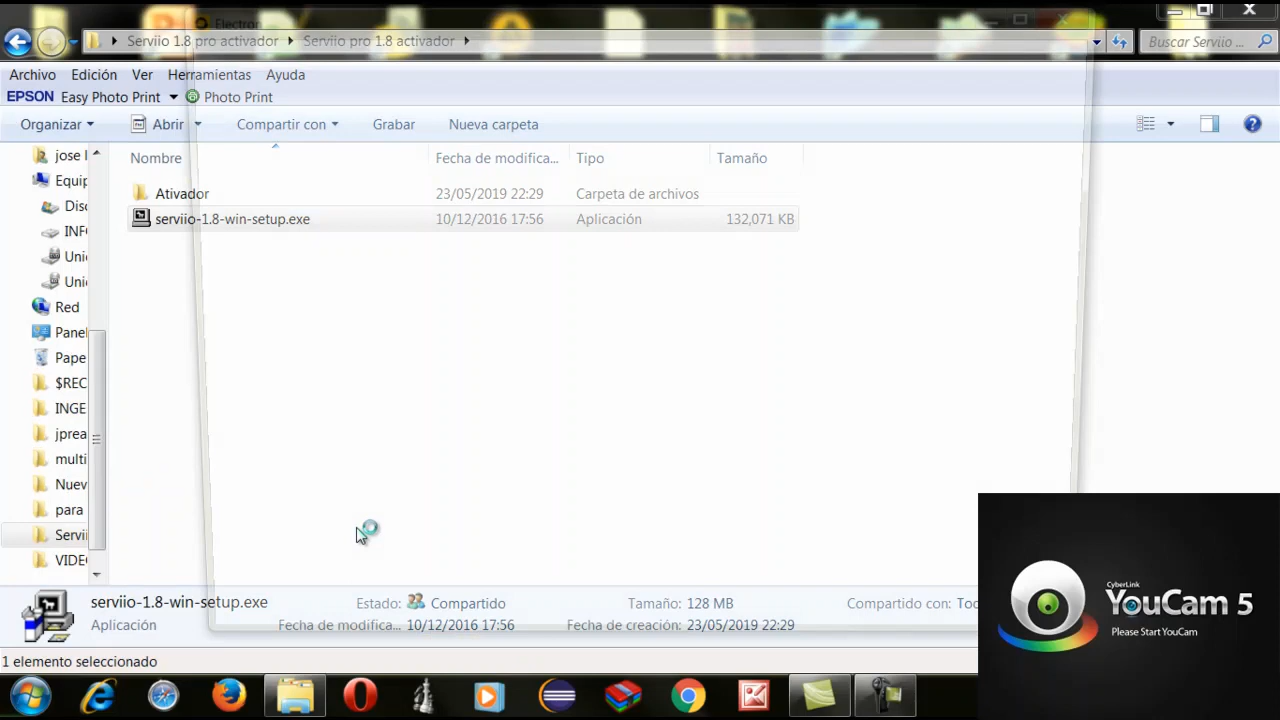 Electron
Serviio 1.8 pro activador Serviio pro 1.8 activador Buscar Serviio ...
Archivo Edición Ver Herramientas Ayuda
EPSON Easy Photo Print Photo Print
Organizar Abrir Compartir con Grabar Nueva carpeta
Nombre Fecha de modifica... Tipo Tamaño
jose
Equip
Ativador 23/05/2019 22:29 Carpeta de archivos
Disc
serviio-1.8-win-setup.exe 10/12/2016 17:56 Aplicación 132,071 KB
INFO
Unid
Unid
Red
Panel
Pape
$REC
INGE
jprea
multi
Nuev
para
Servii
VIDEO
serviio-1.8-win-setup.exe Estado: Compartido Tamaño: 128 MB Compartido con: Toc
Aplicación Fecha de modifica... 10/12/2016 17:56 Fecha de creación: 23/05/2019 22:29
1 elemento seleccionado
CyberLink
YouCam 5
Please Start YouCam